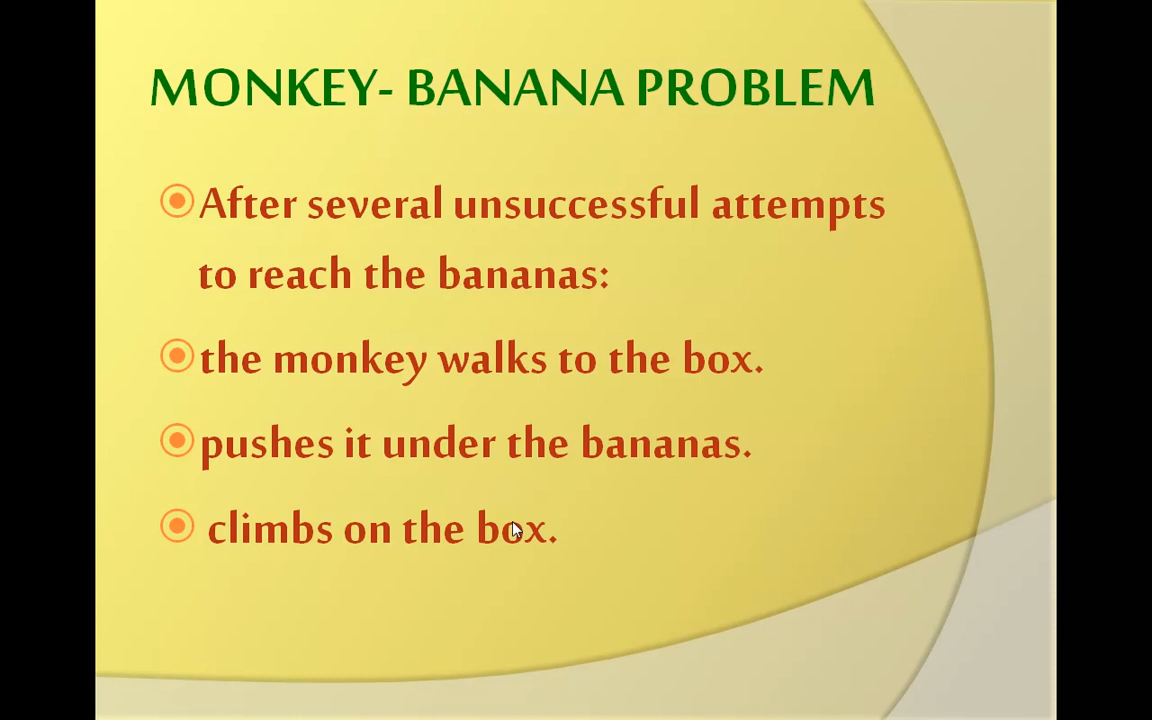 MONKEY- BANANA PROBLEM
After several unsuccessful attempts
to reach the bananas:
the monkey walks to the box.
pushes it under the bananas.
climbs on the box.